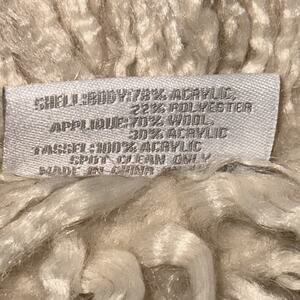 SHELL:BODY:78% ACRYLIC,
22% POLYESTER
APPLIQUE:70% WOOL,
30% ACRYLIC
TASSEL:100% ACRYLIC
SPOT CLEAN ONLY
MADE IN CHINA